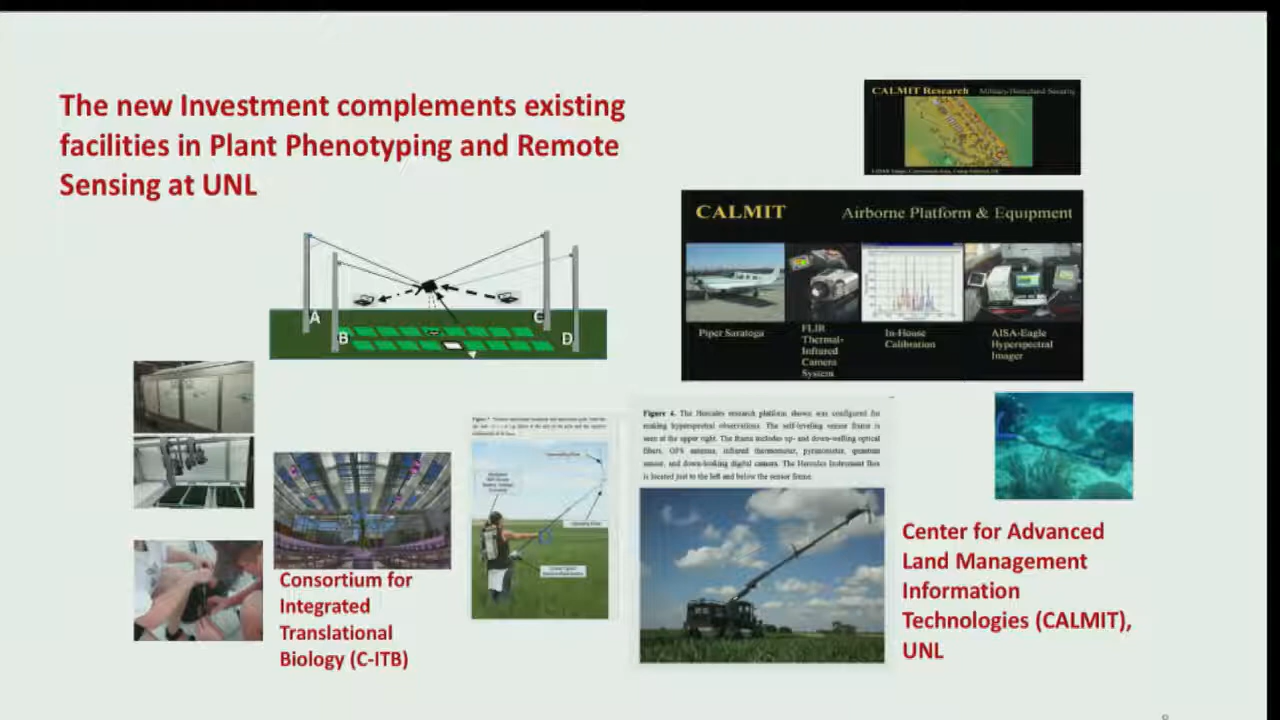 The new Investment complements existing
facilities in Plant Phenotyping and Remote
Sensing at UNL
CALMIT Research Military/Homeland Security
CALMIT Airborne Platform & Equipment
Piper Saratoga
FLIR
Thermal-
Infrared
Camera
System
In-House
Calibration
AISA-Eagle
Hyperspectral
Imager
A
B
C
D
Figure 4. The Hercules research platform shown was configured for
making hyperspectral observations. The self-leveling sensor frame is
seen at the upper right. The frame includes up- and down-welling optical
fibers, GPS antenna, infrared thermometer, pyranometer, quantum
sensor, and down-looking digital camera. The Hercules Instrument Box
is located just to the left and below the sensor frame.
Consortium for
Integrated
Translational
Biology (C-ITB)
Center for Advanced
Land Management
Information
Technologies (CALMIT),
UNL